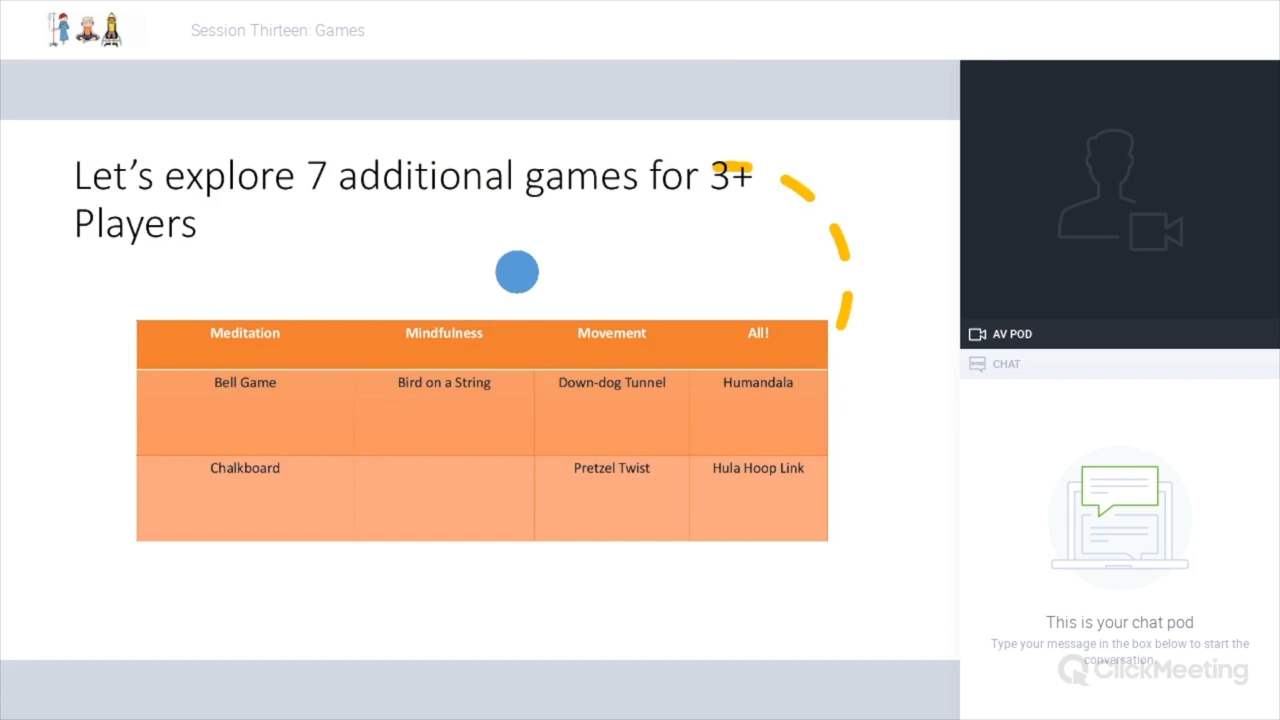 Session Thirteen: Games
Let’s explore 7 additional games for 3+
Players
Meditation Mindfulness Movement All!
Bell Game Bird on a String Down-dog Tunnel Humandala
Chalkboard Pretzel Twist Hula Hoop Link
AV POD
CHAT
This is your chat pod
Type your message in the box below to start the
conversation.
ClickMeeting